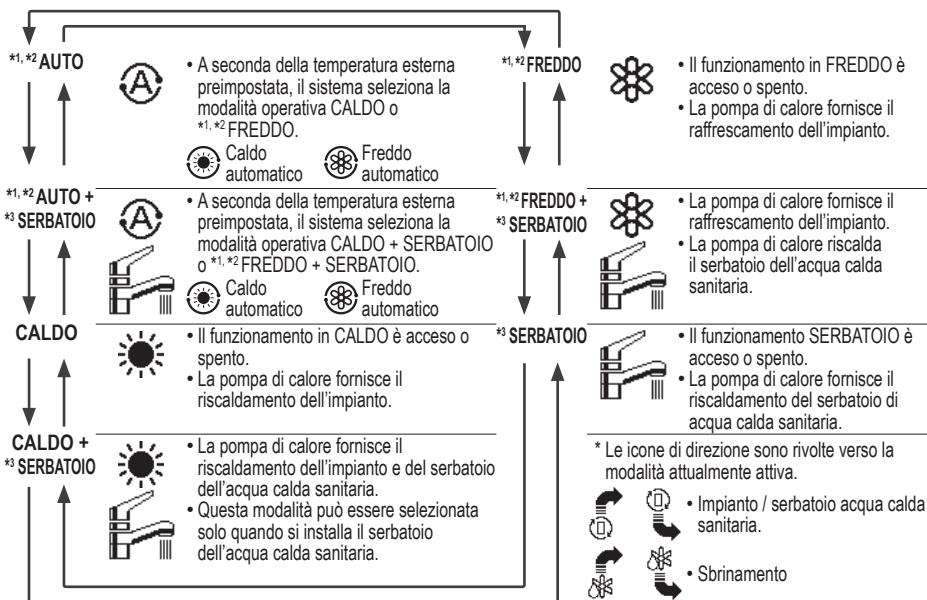 *1, *2 AUTO
• A seconda della temperatura esterna
preimpostata, il sistema seleziona la
modalità operativa CALDO o
*1, *2 FREDDO.
Caldo
automatico
Freddo
automatico
*1, *2 AUTO +
*3 SERBATOIO
• A seconda della temperatura esterna
preimpostata, il sistema seleziona la
modalità operativa CALDO + SERBATOIO
o *1, *2 FREDDO + SERBATOIO.
Caldo
automatico
Freddo
automatico
CALDO
• Il funzionamento in CALDO è acceso o
spento.
• La pompa di calore fornisce il
riscaldamento dell'impianto.
CALDO +
*3 SERBATOIO
• La pompa di calore fornisce il
riscaldamento dell'impianto e del serbatoio
dell'acqua calda sanitaria.
• Questa modalità può essere selezionata
solo quando si installa il serbatoio
dell'acqua calda sanitaria.
*1, *2 FREDDO
• Il funzionamento in FREDDO è
acceso o spento.
• La pompa di calore fornisce il
raffrescamento dell'impianto.
*1, *2 FREDDO +
*3 SERBATOIO
• La pompa di calore fornisce il
raffrescamento dell'impianto.
• La pompa di calore riscalda
il serbatoio dell'acqua calda
sanitaria.
*3 SERBATOIO
• Il funzionamento SERBATOIO è
acceso o spento.
• La pompa di calore fornisce il
riscaldamento del serbatoio di
acqua calda sanitaria.
* Le icone di direzione sono rivolte verso la
modalità attualmente attiva.
• Impianto / serbatoio acqua calda
sanitaria.
• Sbrinamento